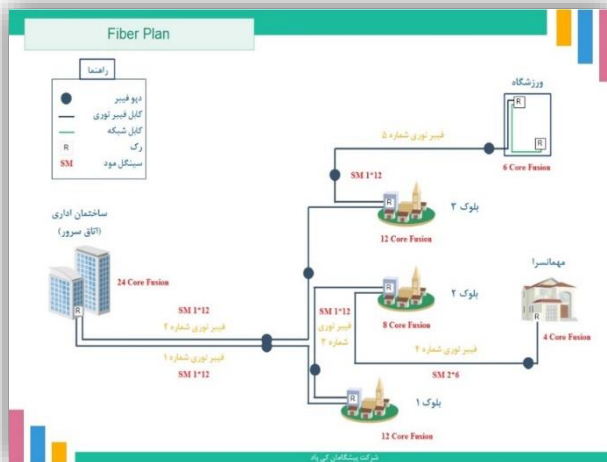 Fiber Plan
راهنما
دپو فیبر
کابل فیبر نوری
کابل شبکه
R رک
SM سینگل مود
ورزشگاه
R
R
6 Core Fusion
فیبر نوری شماره ۵
SM 1*12
R
بلوک ۳
12 Core Fusion
ساختمان اداری
(اتاق سرور)
24 Core Fusion
R
SM 1*12
فیبر نوری شماره ۲
فیبر نوری شماره ۱
SM 1*12
R
بلوک ۲
8 Core Fusion
SM 1*12
فیبر نوری
شماره ۳
مهمانسرا
R
4 Core Fusion
فیبر نوری شماره ۴
SM 2*6
R
بلوک ۱
12 Core Fusion
شرکت پیشگامان کی پاد